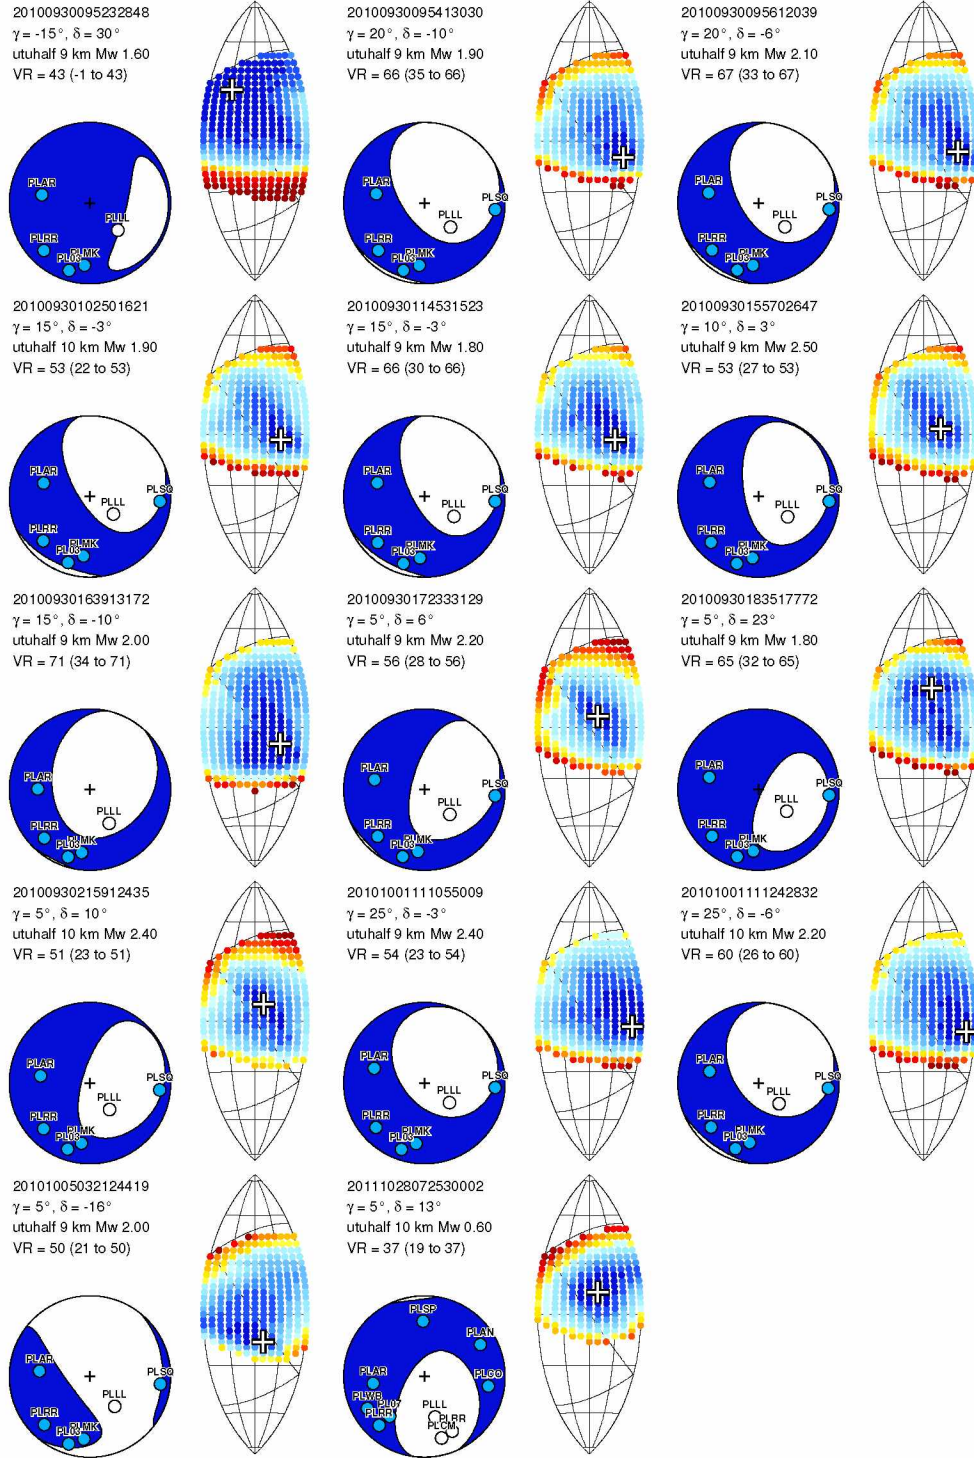 20100930095232848
γ = -15°, δ = 30°
utuhalf 9 km Mw 1.60
VR = 43 (-1 to 43)
PLAR
PLLL
PLRR
PL03
PLMK
20100930095413030
γ = 20°, δ = -10°
utuhalf 9 km Mw 1.90
VR = 66 (35 to 66)
PLAR
PLSQ
PLLL
PLRR
PL03
PLMK
20100930095612039
γ = 20°, δ = -6°
utuhalf 9 km Mw 2.10
VR = 67 (33 to 67)
PLAR
PLSQ
PLLL
PLRR
PL03
PLMK
20100930102501621
γ = 15°, δ = -3°
utuhalf 10 km Mw 1.90
VR = 53 (22 to 53)
PLAR
PLSQ
PLLL
PLRR
PL03
PLMK
20100930114531523
γ = 15°, δ = -3°
utuhalf 9 km Mw 1.80
VR = 66 (30 to 66)
PLAR
PLSQ
PLLL
PLRR
PL03
PLMK
20100930155702647
γ = 10°, δ = 3°
utuhalf 9 km Mw 2.50
VR = 53 (27 to 53)
PLAR
PLSQ
PLLL
PLRR
PL03
PLMK
20100930163913172
γ = 15°, δ = -10°
utuhalf 9 km Mw 2.00
VR = 71 (34 to 71)
PLAR
PLLL
PLRR
PL03
PLMK
20100930172333129
γ = 5°, δ = 6°
utuhalf 9 km Mw 2.20
VR = 56 (28 to 56)
PLAR
PLSQ
PLLL
PLRR
PL03
PLMK
20100930183517772
γ = 5°, δ = 23°
utuhalf 9 km Mw 1.80
VR = 65 (32 to 65)
PLAR
PLSQ
PLLL
PLRR
PL03
PLMK
20100930215912435
γ = 5°, δ = 10°
utuhalf 10 km Mw 2.40
VR = 51 (23 to 51)
PLAR
PLSQ
PLLL
PLRR
PL03
PLMK
20101001111055009
γ = 25°, δ = -3°
utuhalf 9 km Mw 2.40
VR = 54 (23 to 54)
PLAR
PLSQ
PLLL
PLRR
PL03
PLMK
20101001111242832
γ = 25°, δ = -6°
utuhalf 10 km Mw 2.20
VR = 60 (26 to 60)
PLAR
PLSQ
PLLL
PLRR
PL03
PLMK
20101005032124419
γ = 5°, δ = -16°
utuhalf 9 km Mw 2.00
VR = 50 (21 to 50)
PLAR
PLSQ
PLLL
PLRR
PL03
PLMK
20111028072530002
γ = 5°, δ = 13°
utuhalf 10 km Mw 0.60
VR = 37 (19 to 37)
PLSP
PLAN
PLAR
PLCO
PLWB
PL07
PLLL
PLRR
PLRR
PLCM